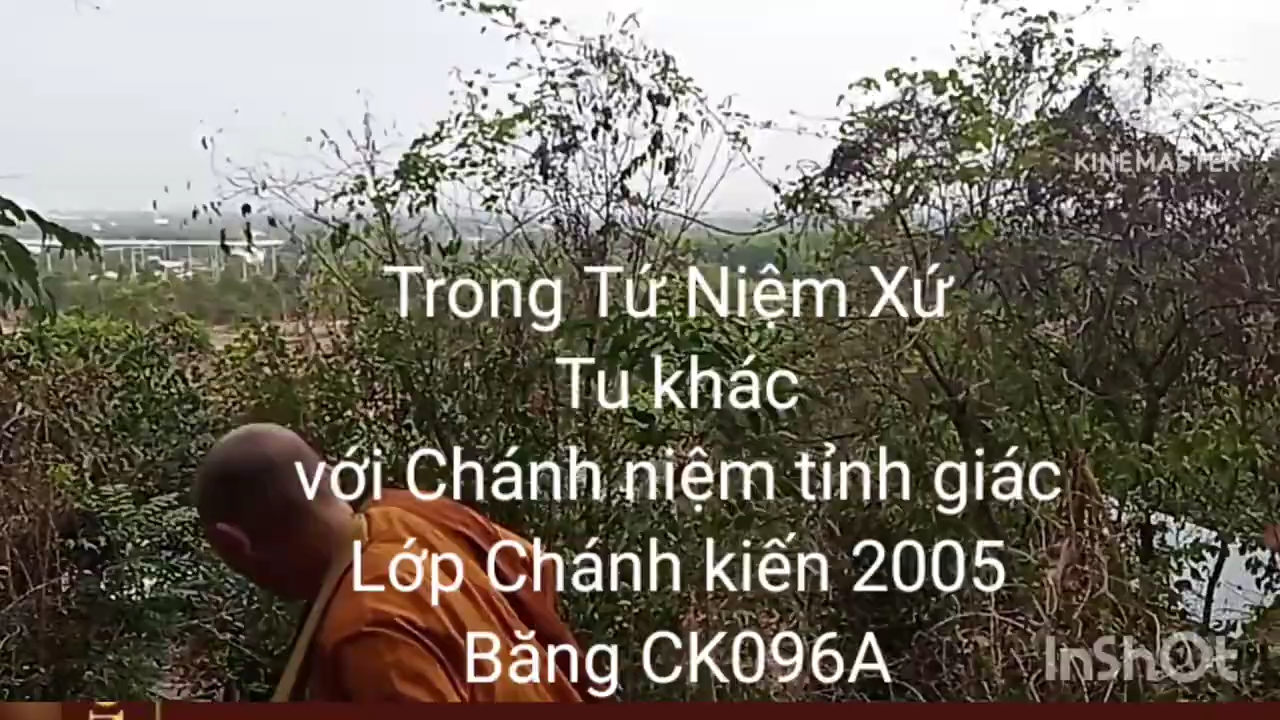 KINEMASTER
Trong Tứ Niệm Xứ
Tu khác
với Chánh niệm tỉnh giác
Lớp Chánh kiến 2005
Băng CK096A
InShOt